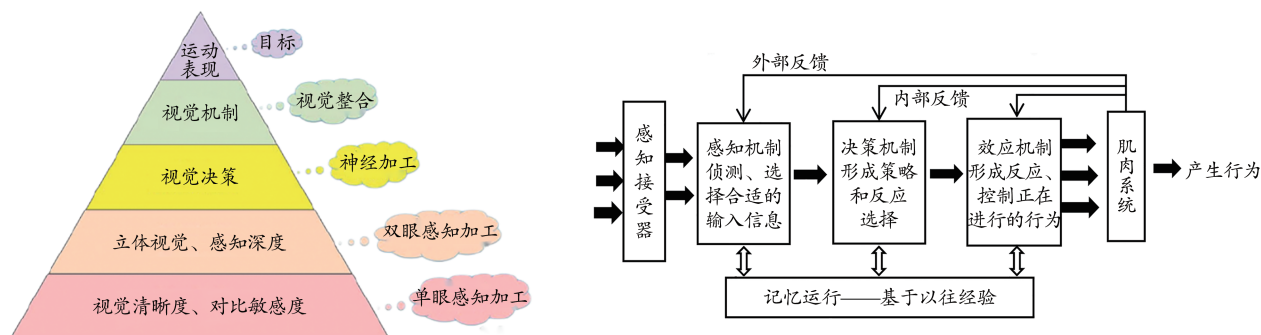 运动
表现
目标
视觉机制
视觉整合
视觉决策
神经加工
立体视觉、感知深度
双眼感知加工
视觉清晰度、对比敏感度
单眼感知加工
外部反馈
内部反馈
感知接受器
感知机制
侦测、选
择合适的
输入信息
决策机制
形成策略
和反应
选择
效应机制
形成反应、
控制正在
进行的行为
肌肉系统
产生行为
记忆运行——基于以往经验